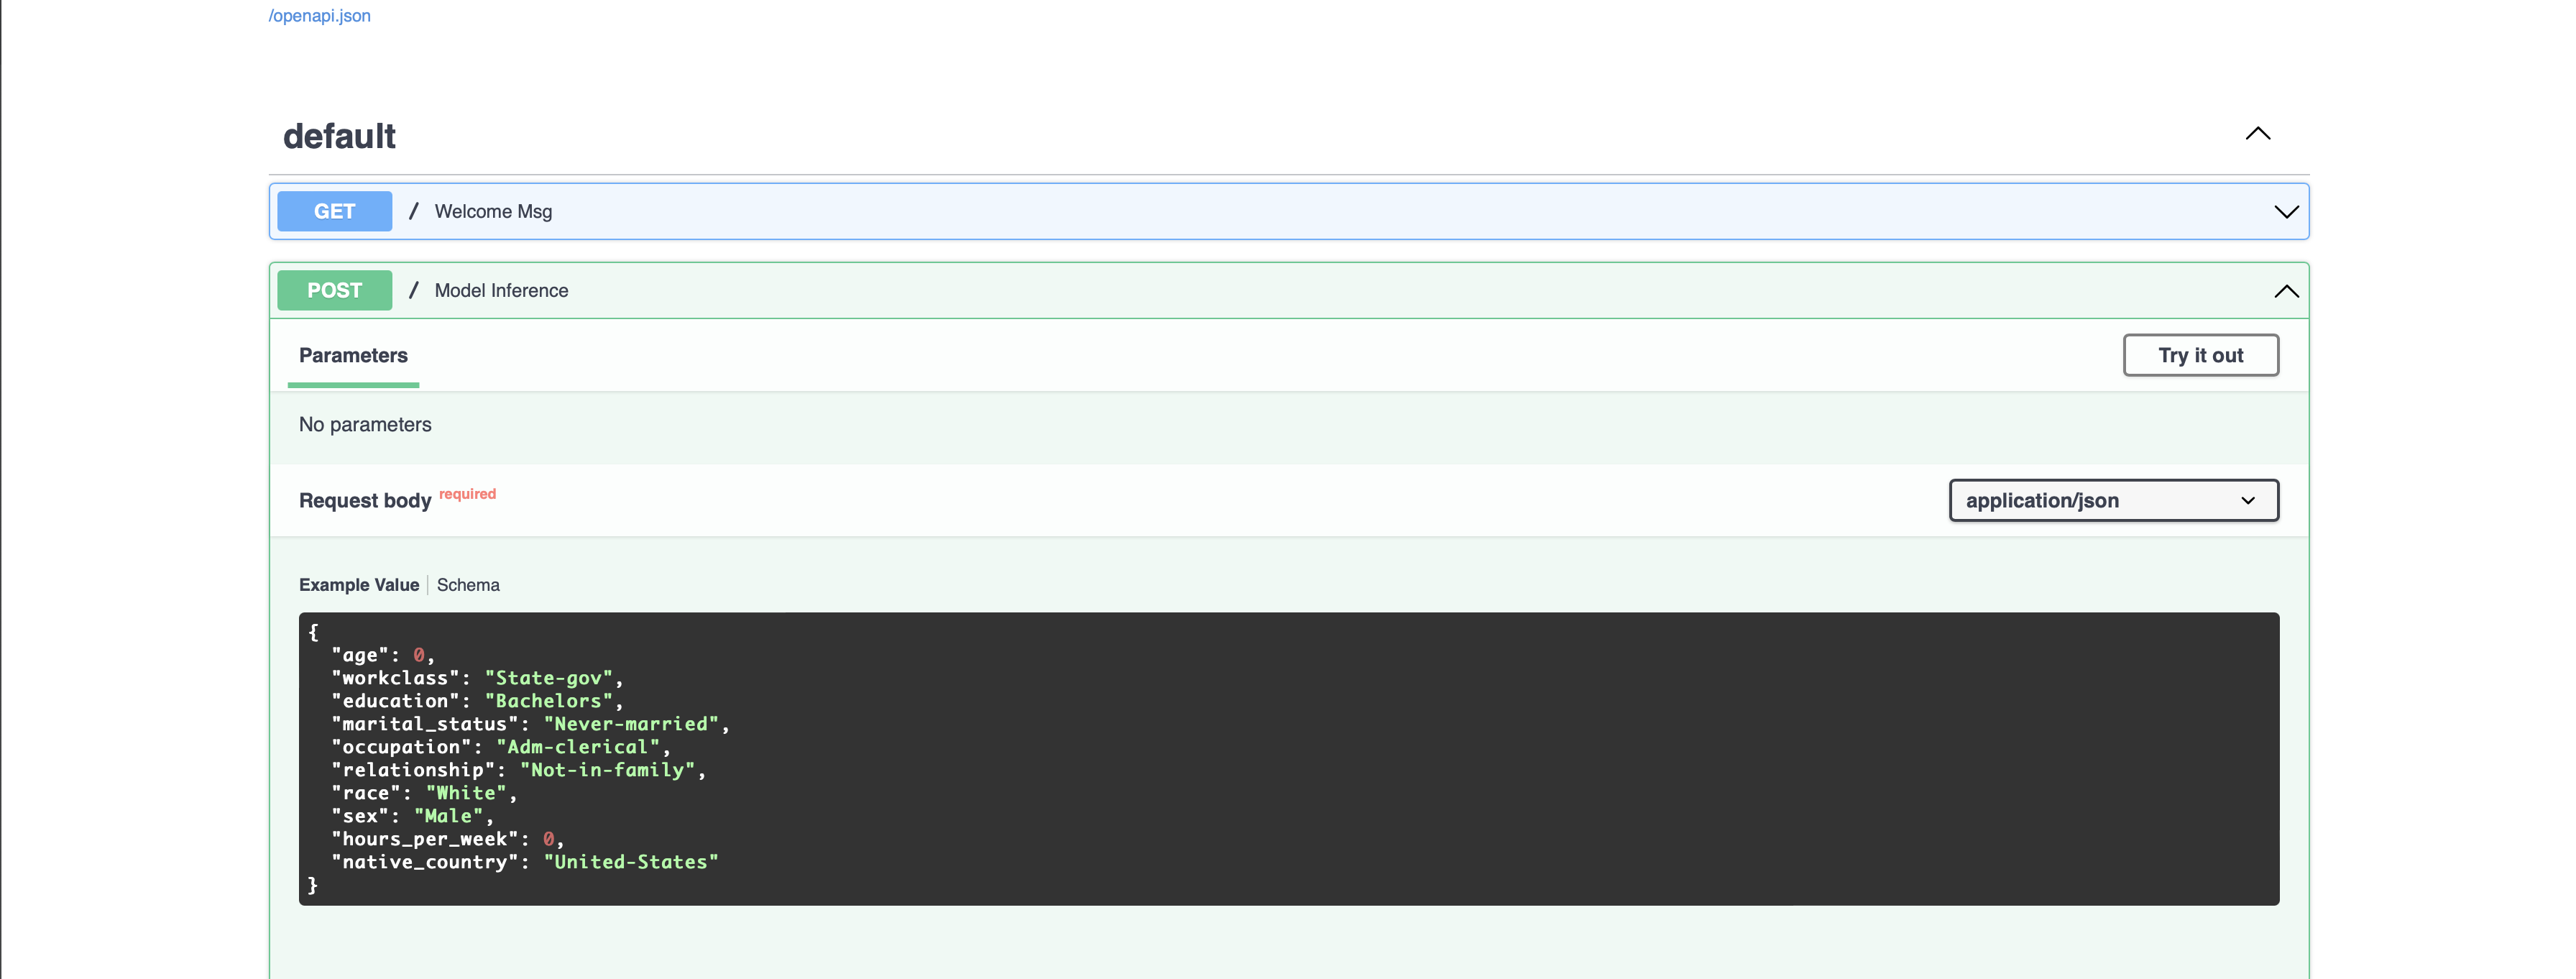 /openapi.json
default
GET / Welcome Msg
POST / Model Inference
Parameters
Try it out
No parameters
Request body required
application/json
Example Value Schema
{
  "age": 0,
  "workclass": "State-gov",
  "education": "Bachelors",
  "marital_status": "Never-married",
  "occupation": "Adm-clerical",
  "relationship": "Not-in-family",
  "race": "White",
  "sex": "Male",
  "hours_per_week": 0,
  "native_country": "United-States"
}